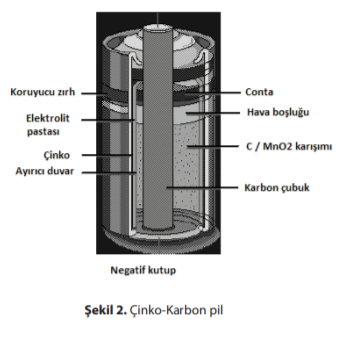 Koruyucu zırh
Elektrolit
pastası
Çinko
Ayırıcı duvar
Conta
Hava boşluğu
C / MnO2 karışımı
Karbon çubuk
Negatif kutup
Şekil 2. Çinko-Karbon pil